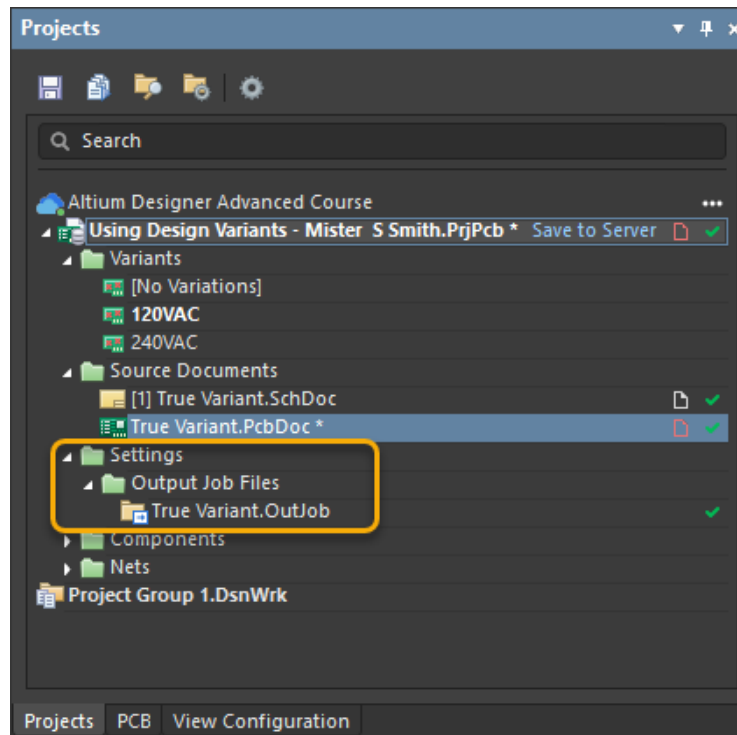 Projects
Search
Altium Designer Advanced Course
Using Design Variants - Mister S Smith.PrjPcb * Save to Server
Variants
[No Variations]
120VAC
240VAC
Source Documents
[1] True Variant.SchDoc
True Variant.PcbDoc *
Settings
Output Job Files
True Variant.OutJob
Components
Nets
Project Group 1.DsnWrk
Projects PCB View Configuration